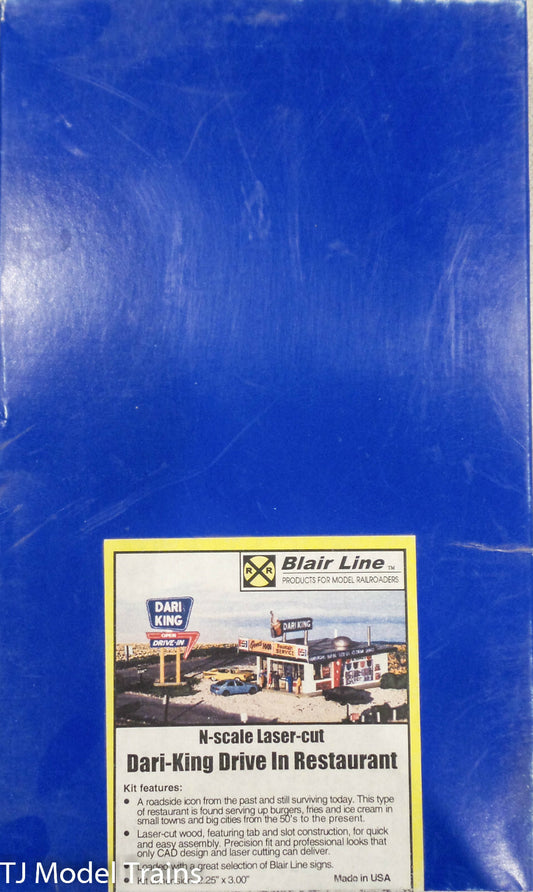 R R
Blair Line TM
PRODUCTS FOR MODEL RAILROADERS
DARI
KING
OPEN
DRIVE-IN
DARI KING
FOOD
SERVICE
N-scale Laser-cut
Dari-King Drive In Restaurant
Kit features:
• A roadside icon from the past and still surviving today. This type
of restaurant is found serving up burgers, fries and ice cream in
small towns and big cities from the 50's to the present.
• Laser-cut wood, featuring tab and slot construction, for quick
and easy assembly. Precision fit and professional looks that
only CAD design and laser cutting can deliver.
Loaded with a great selection of Blair Line signs.
2.25" x 3.00"
Made in USA
TJ Model Trains